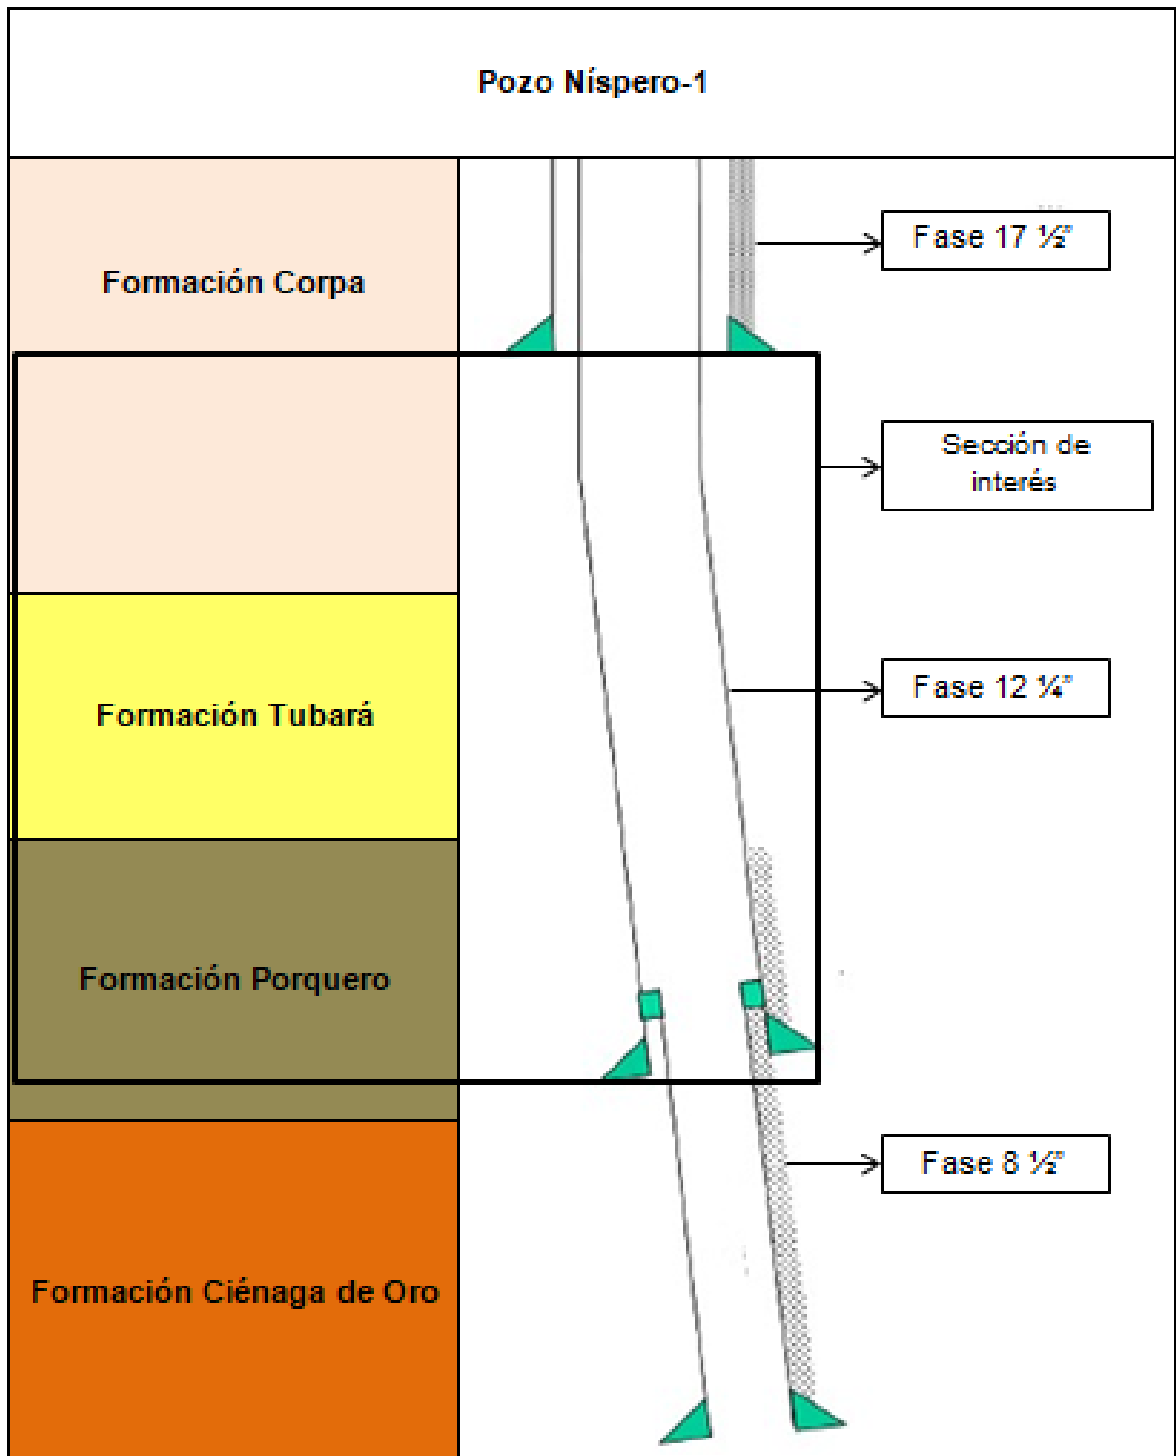 Pozo Níspero-1
Fase 17 ½”
Formación Corpa
Sección de
interés
Fase 12 ¼”
Formación Tubará
Formación Porquero
Fase 8 ½”
Formación Ciénaga de Oro